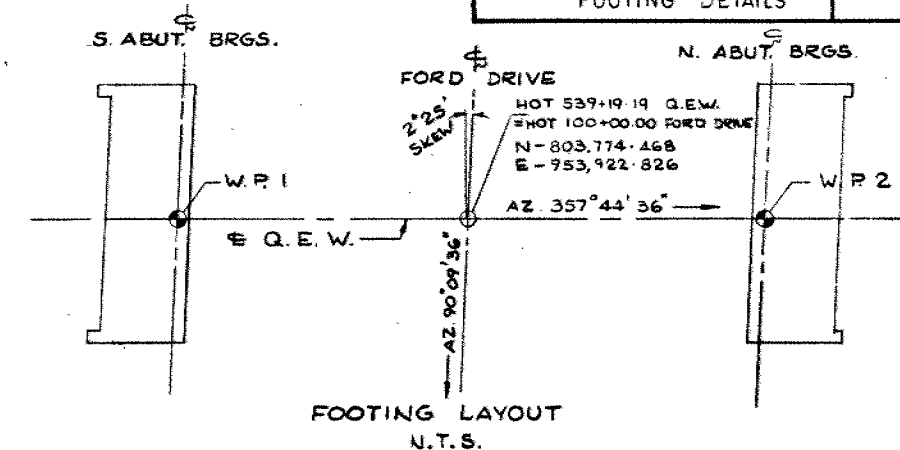 FOOTING DETAILS
S. ABUT. BRGS.
℄
FORD DRIVE
℄
N. ABUT. BRGS.
℄
2°25'
SKEW
HOT 539+19.19 Q.E.W.
=HOT 100+00.00 FORD DRIVE
N-803,774.468
E-953,922.826
W.P. 1
AZ. 357°44'36"
W.P. 2
℄ Q.E.W.
AZ. 90°09'36"
FOOTING LAYOUT
N.T.S.